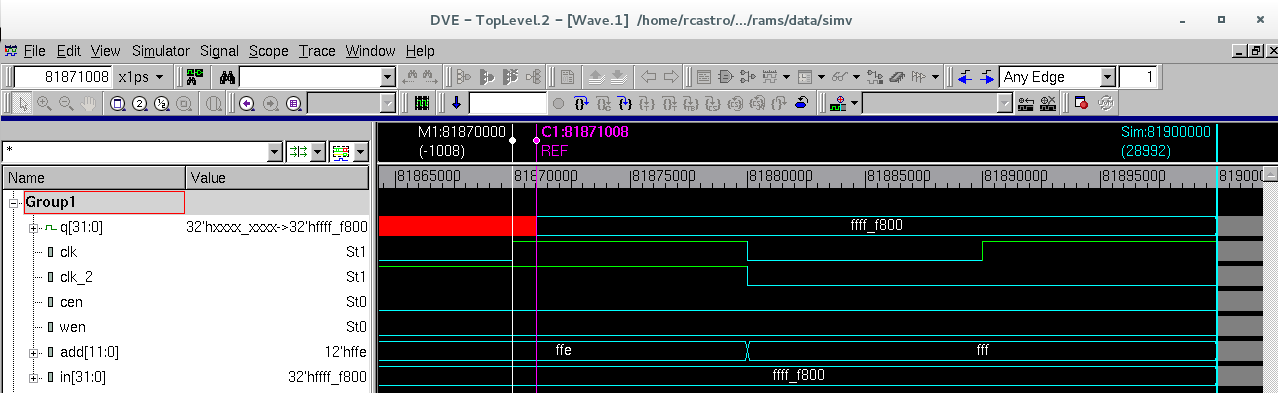 DVE – TopLevel.2 – [Wave.1] /home/rcastro/.../rams/data/simv
File Edit View Simulator Signal Scope Trace Window Help
81871008 x1ps Any Edge 1
M1:81870000 C1:81871008 Sim:81900000
(-1008) REF (28992)
*
Name Value
81865000 81870000 81875000 81880000 81885000 81890000 81895000 819000
Group1
q[31:0] 32'hxxxx_xxxx->32'hffff_f800 ffff_f800
clk St1
clk_2 St1
cen St0
wen St0
add[11:0] 12'hffe ffe fff
in[31:0] 32'hffff_f800 ffff_f800